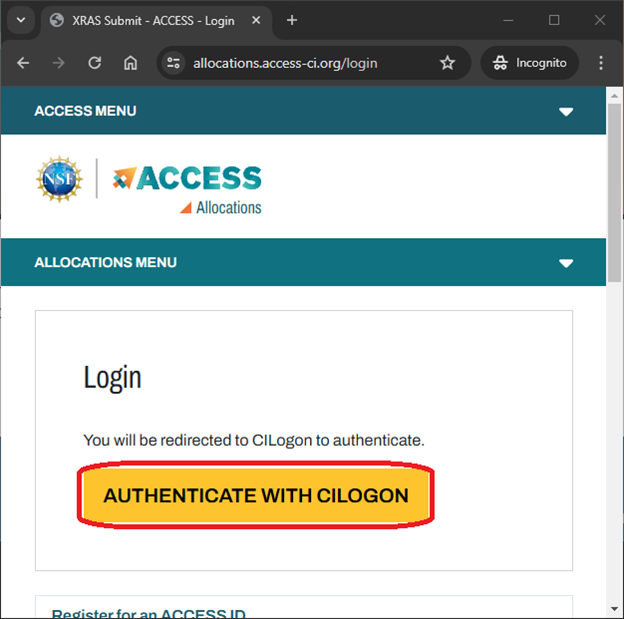 XRAS Submit - ACCESS - Login
allocations.access-ci.org/login
Incognito
ACCESS MENU
NSF
ACCESS
Allocations
ALLOCATIONS MENU
Login
You will be redirected to CILogon to authenticate.
AUTHENTICATE WITH CILOGON
Register for an ACCESS ID